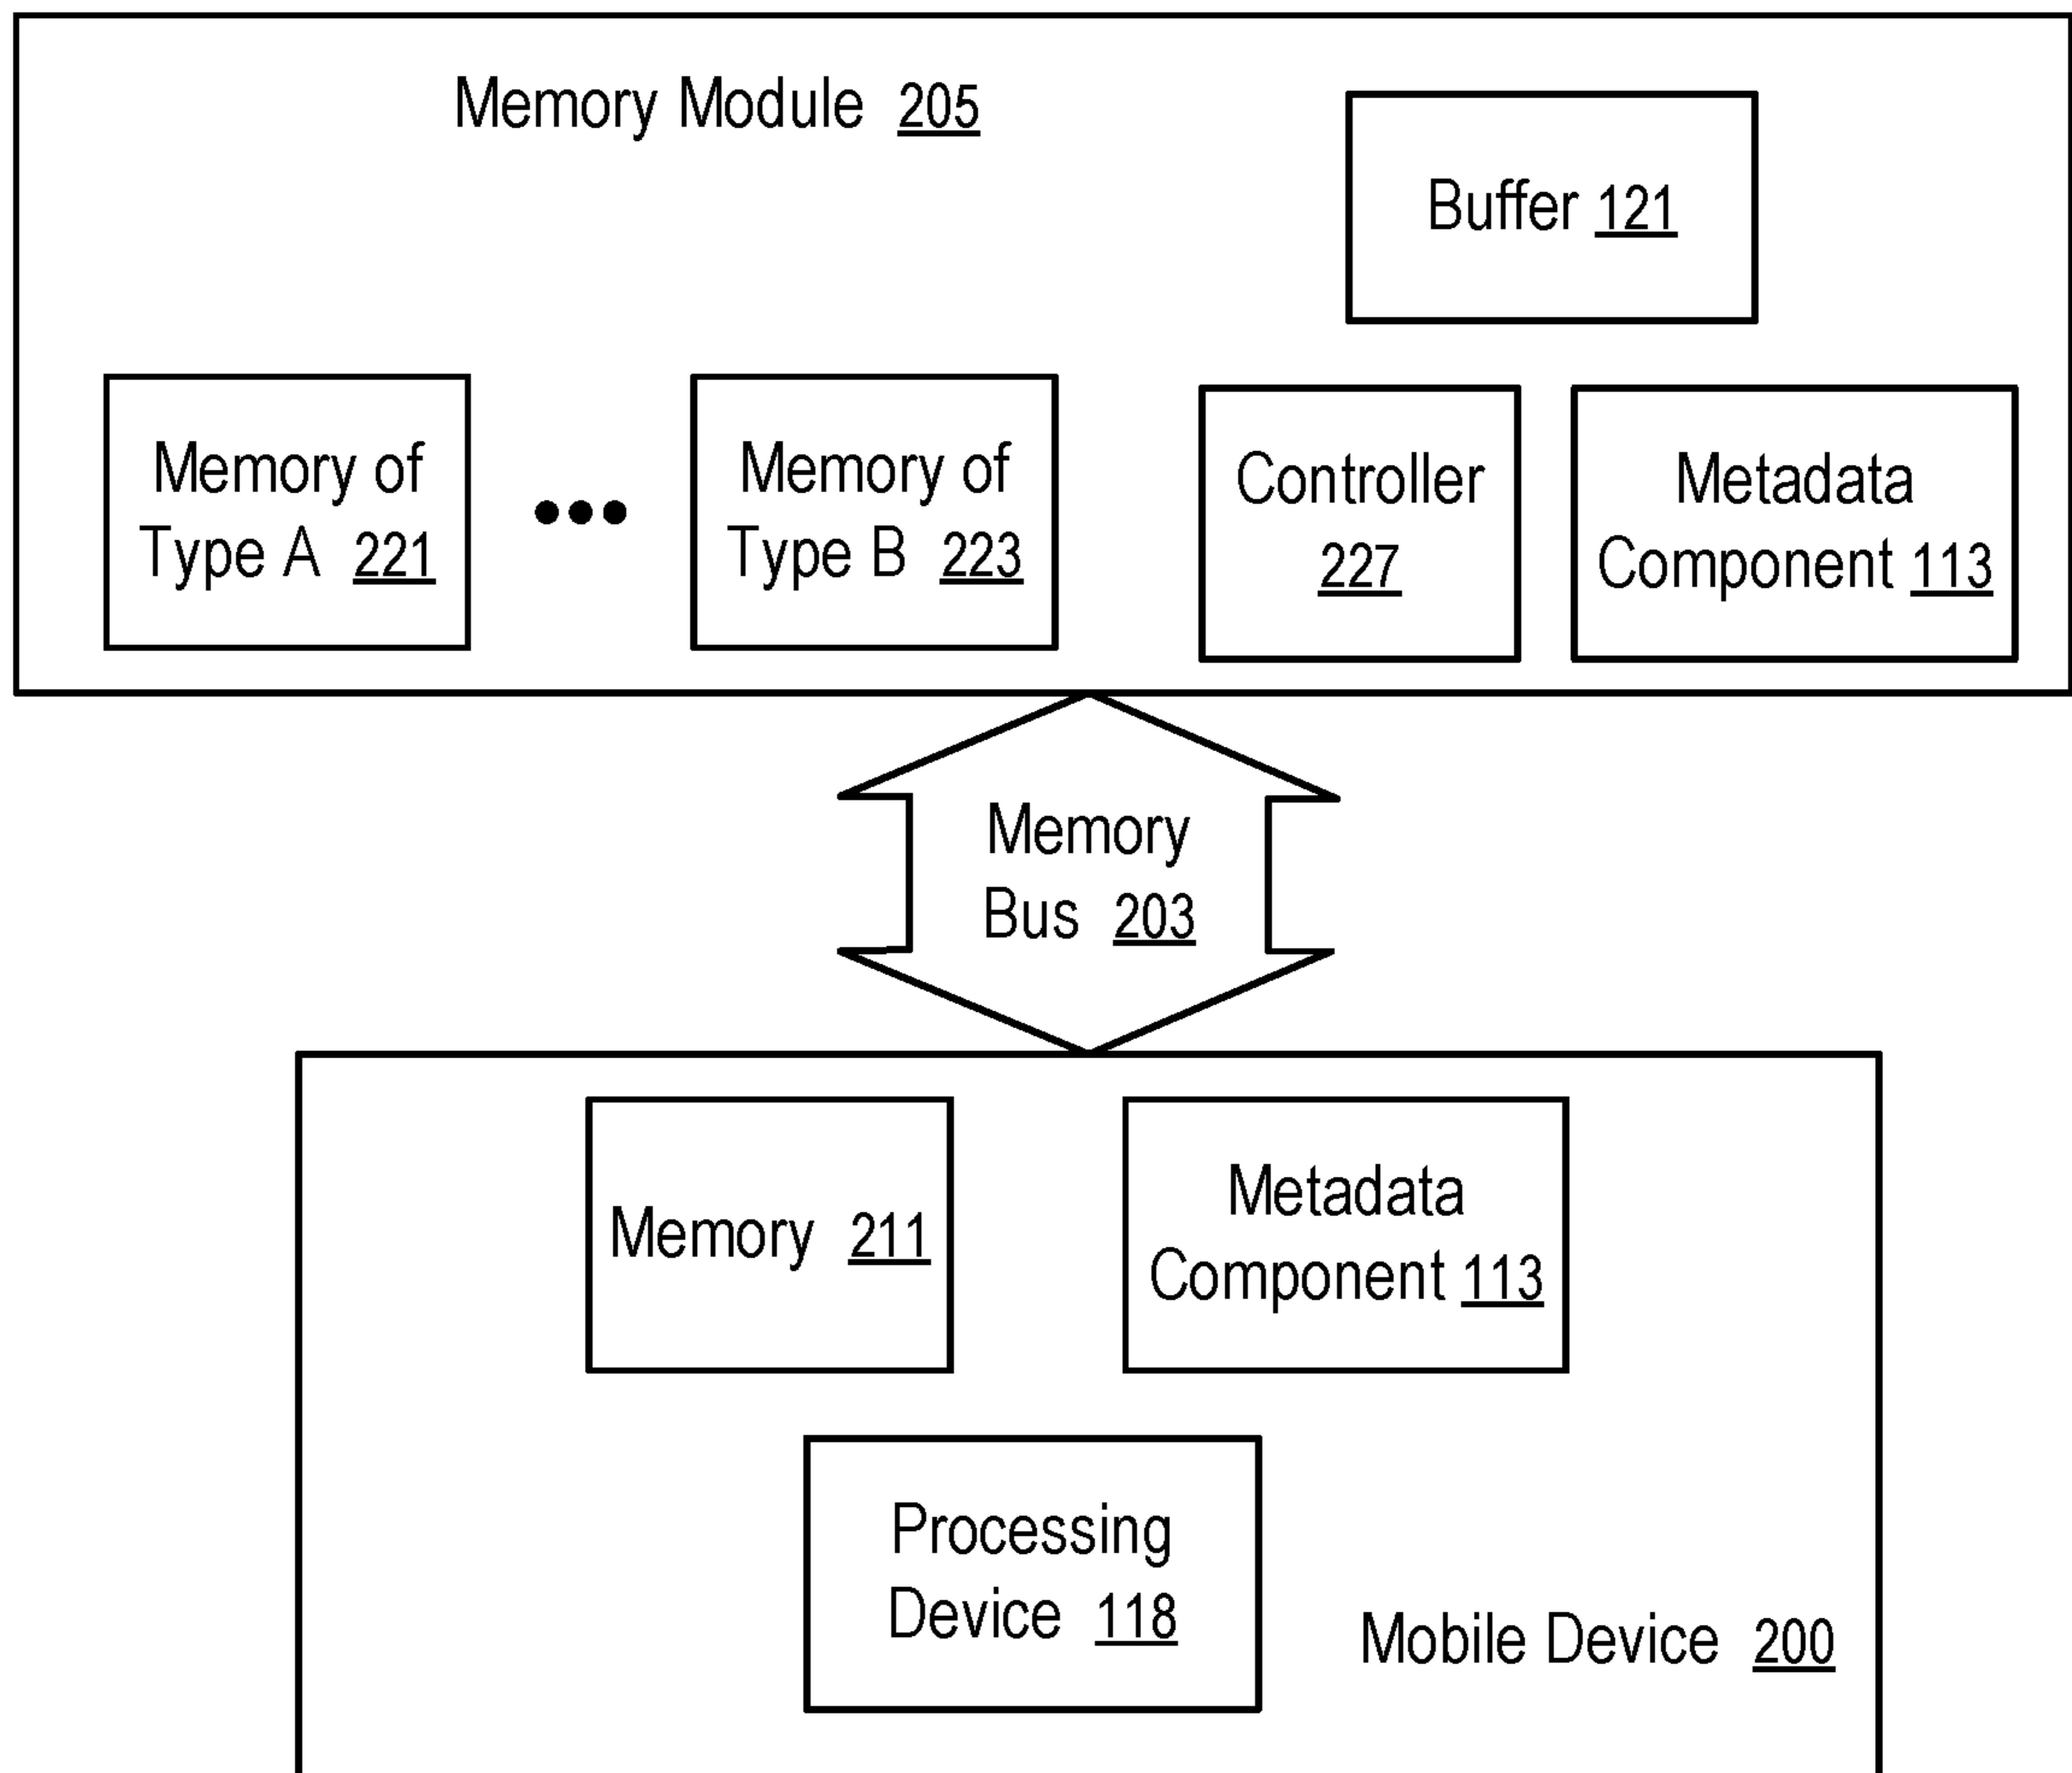 Memory Module 205
Buffer 121
Memory of
Type A 221
Memory of
Type B 223
Controller
227
Metadata
Component 113
Memory
Bus 203
Memory 211
Metadata
Component 113
Processing
Device 118
Mobile Device 200